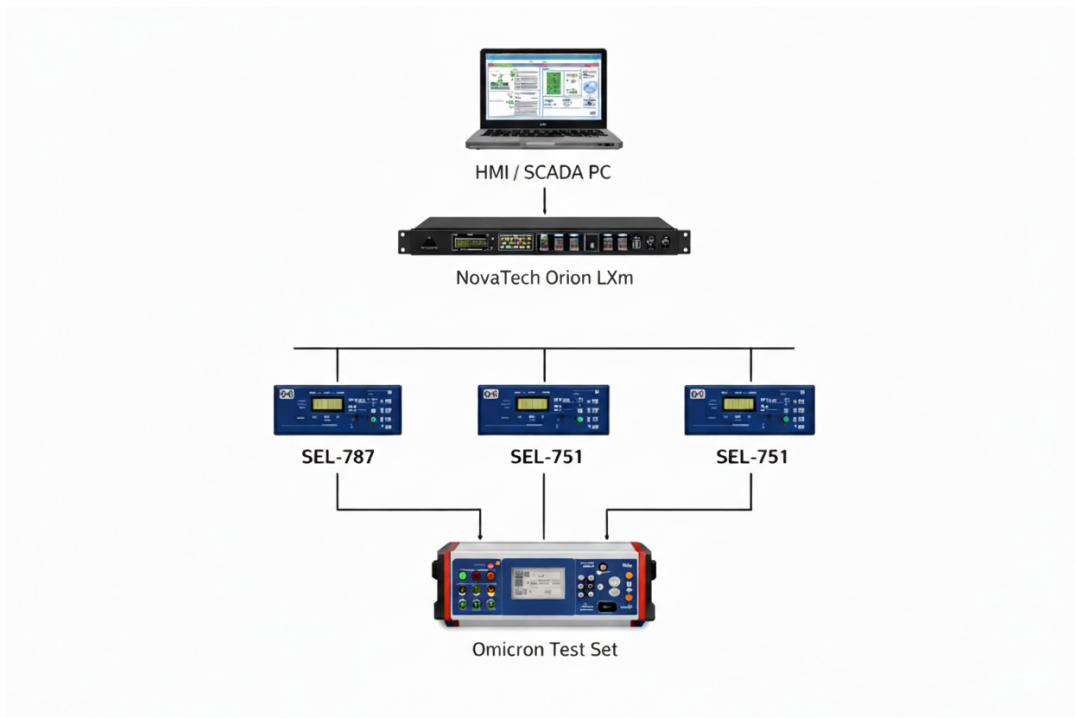 HMI / SCADA PC
NovaTech Orion LXm
SEL-787
SEL-751
SEL-751
Omicron Test Set